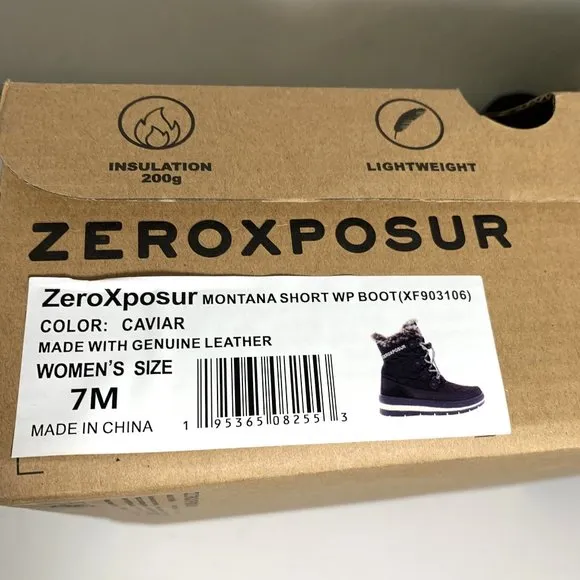 INSULATION
200g
LIGHTWEIGHT
ZEROXPOSUR
ZeroXposur MONTANA SHORT WP BOOT(XF903106)
COLOR: CAVIAR
MADE WITH GENUINE LEATHER
WOMEN'S SIZE
7M
MADE IN CHINA
1 95365 08255 3
ZEROXPOSUR